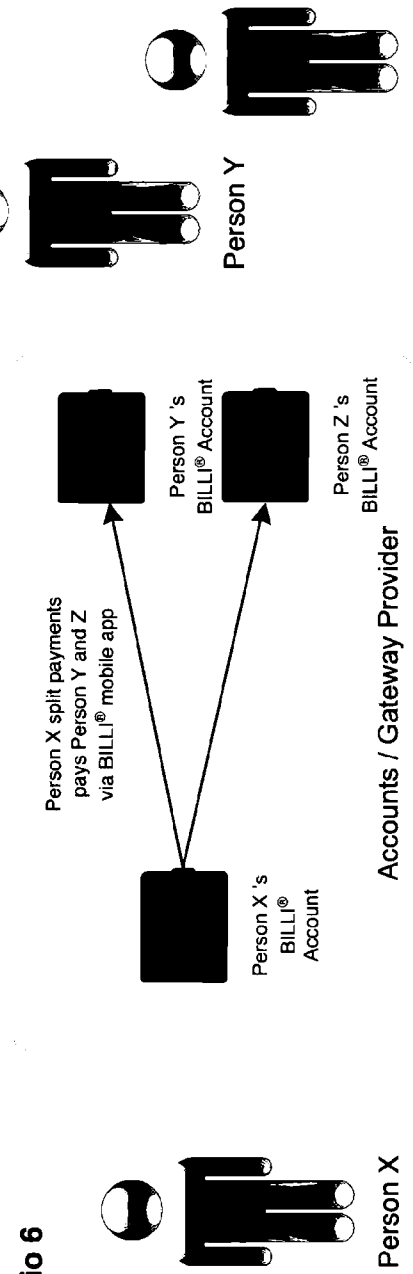 io 6
Person X
Person X split payments
pays Person Y and Z
via BILLI® mobile app
Person X 's
BILLI®
Account
Person Y 's
BILLI® Account
Person Z 's
BILLI® Account
Accounts / Gateway Provider
Person Y